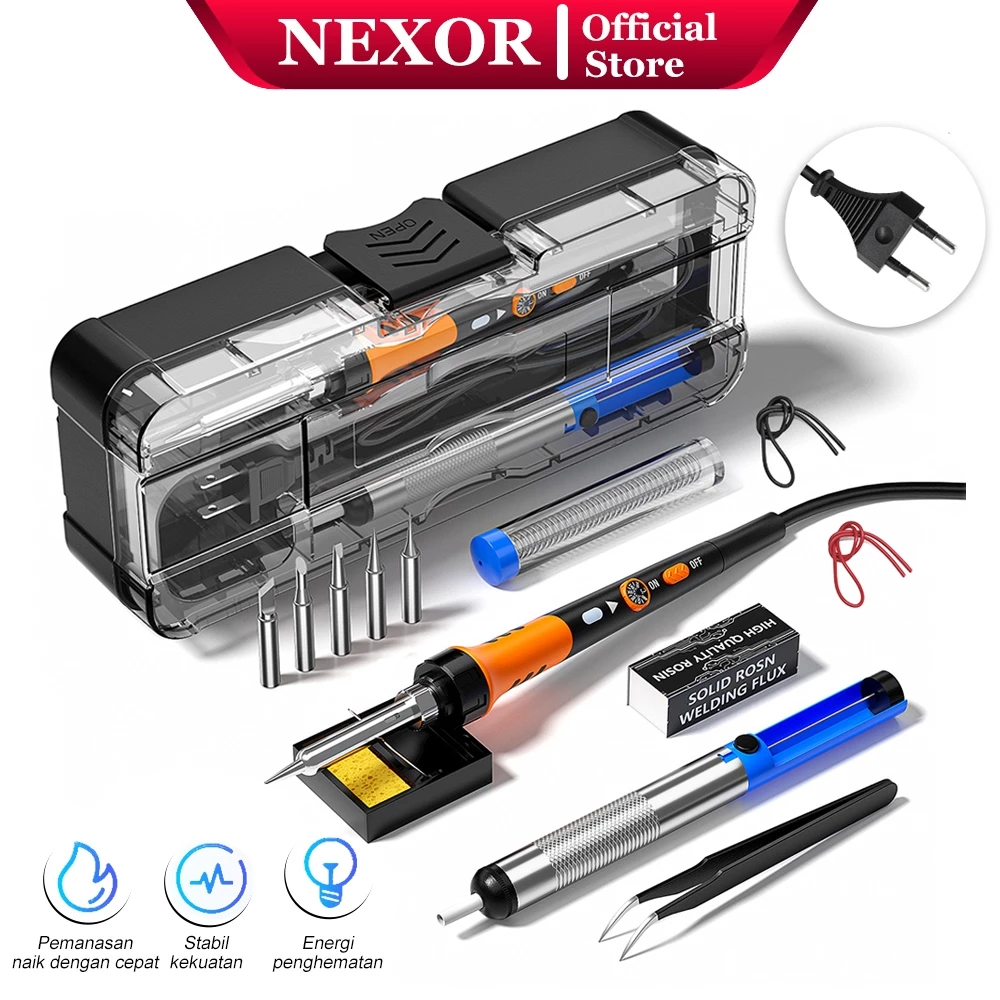 NEXOR
Official
Store
OPEN
ON
OFF
ON
OFF
HIGH QUALITY ROSIN
SOLID ROSN
WELDING FLUX
Pemanasan
naik dengan cepat
Stabil
kekuatan
Energi
penghematan